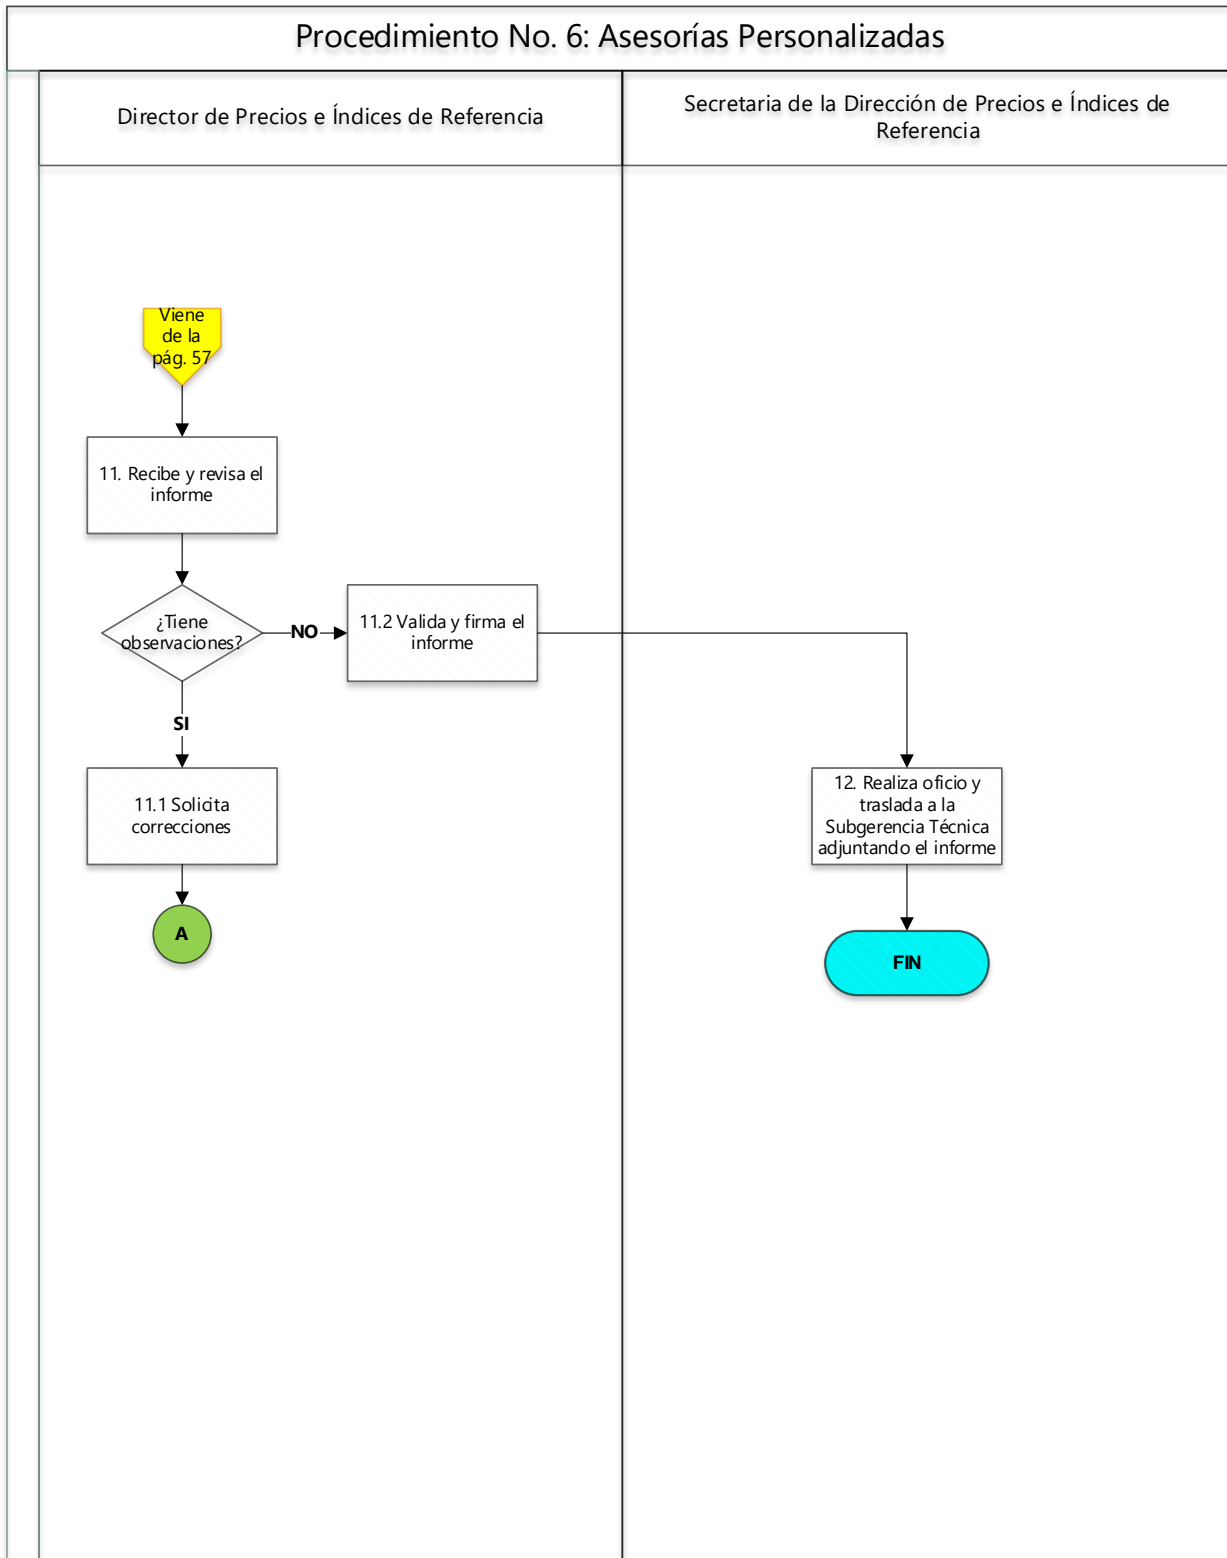 Procedimiento No. 6: Asesorías Personalizadas
Director de Precios e Índices de Referencia
Secretaria de la Dirección de Precios e Índices de
Referencia
Viene
de la
pág. 57
11. Recibe y revisa el
informe
¿Tiene
observaciones?
NO
11.2 Valida y firma el
informe
SI
11.1 Solicita
correcciones
12. Realiza oficio y
traslada a la
Subgerencia Técnica
adjuntando el informe
A
FIN